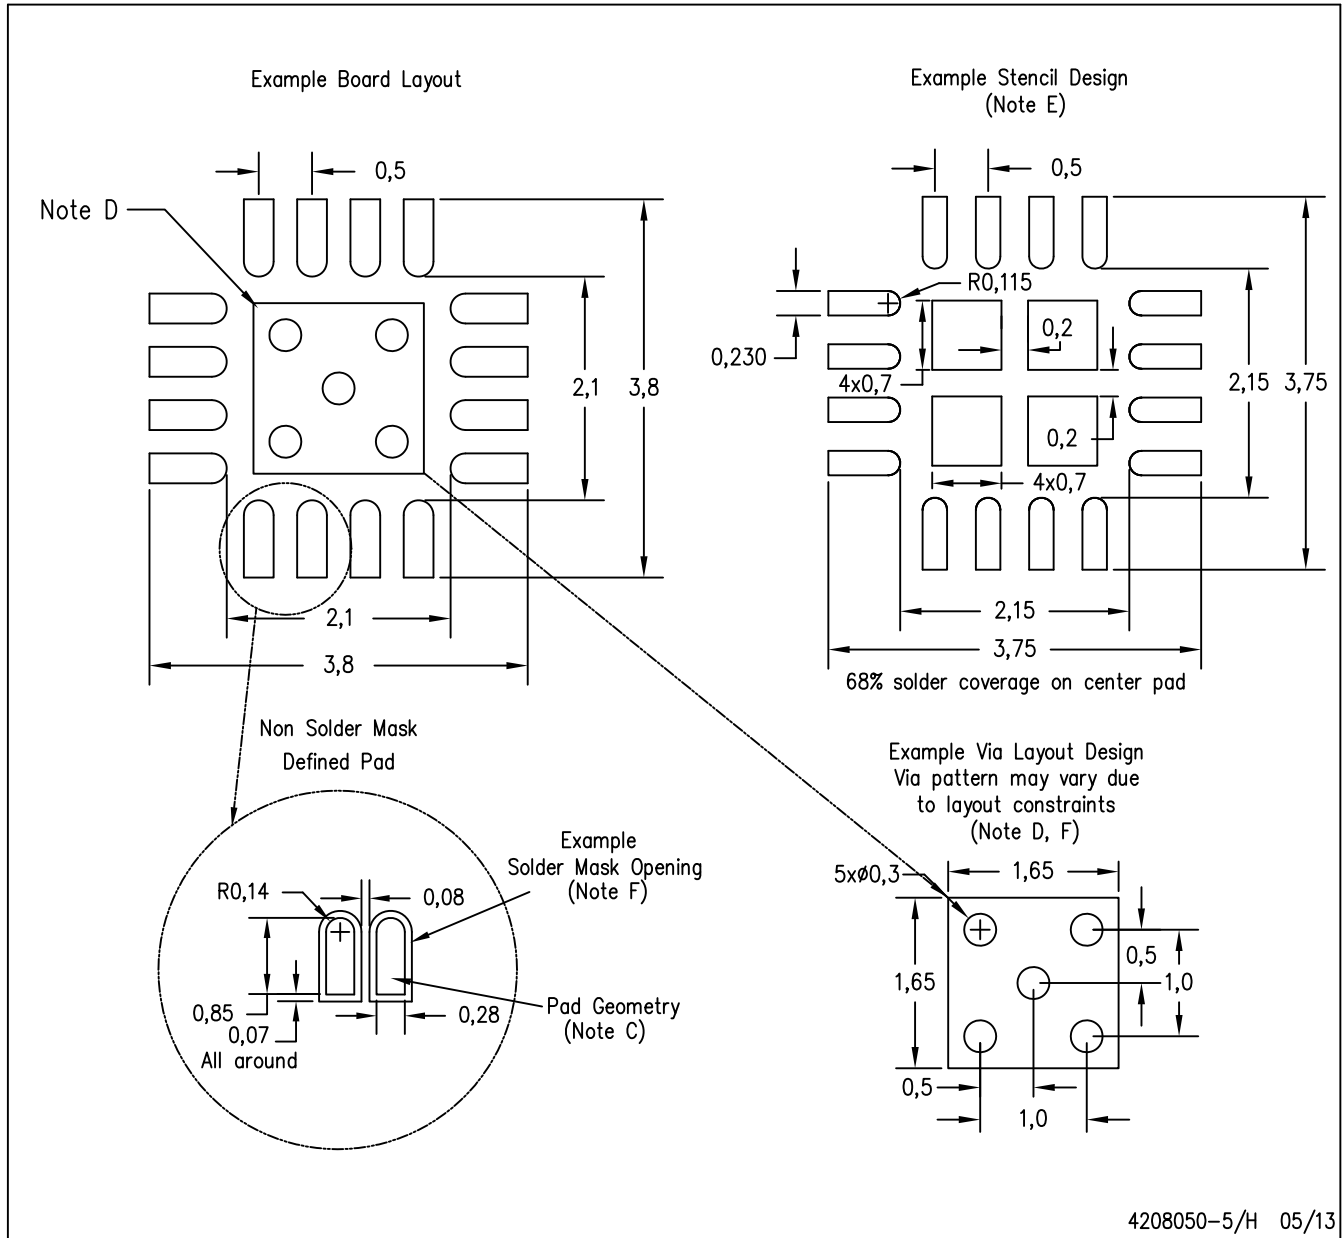 Example Board Layout
Example Stencil Design
(Note E)
0,5
0,5
Note D
R0,115
0,2
0,230
4x0,7
2,1
3,8
2,15
3,75
0,2
4x0,7
2,1
2,15
3,8
3,75
68% solder coverage on center pad
Non Solder Mask
Defined Pad
Example Via Layout Design
Via pattern may vary due
to layout constraints
(Note D, F)
Example
Solder Mask Opening
(Note F)
5xø0,3
1,65
R0,14
0,08
0,5
1,65
1,0
0,85
0,07
All around
0,28
Pad Geometry
(Note C)
0,5
1,0
4208050-5/H 05/13